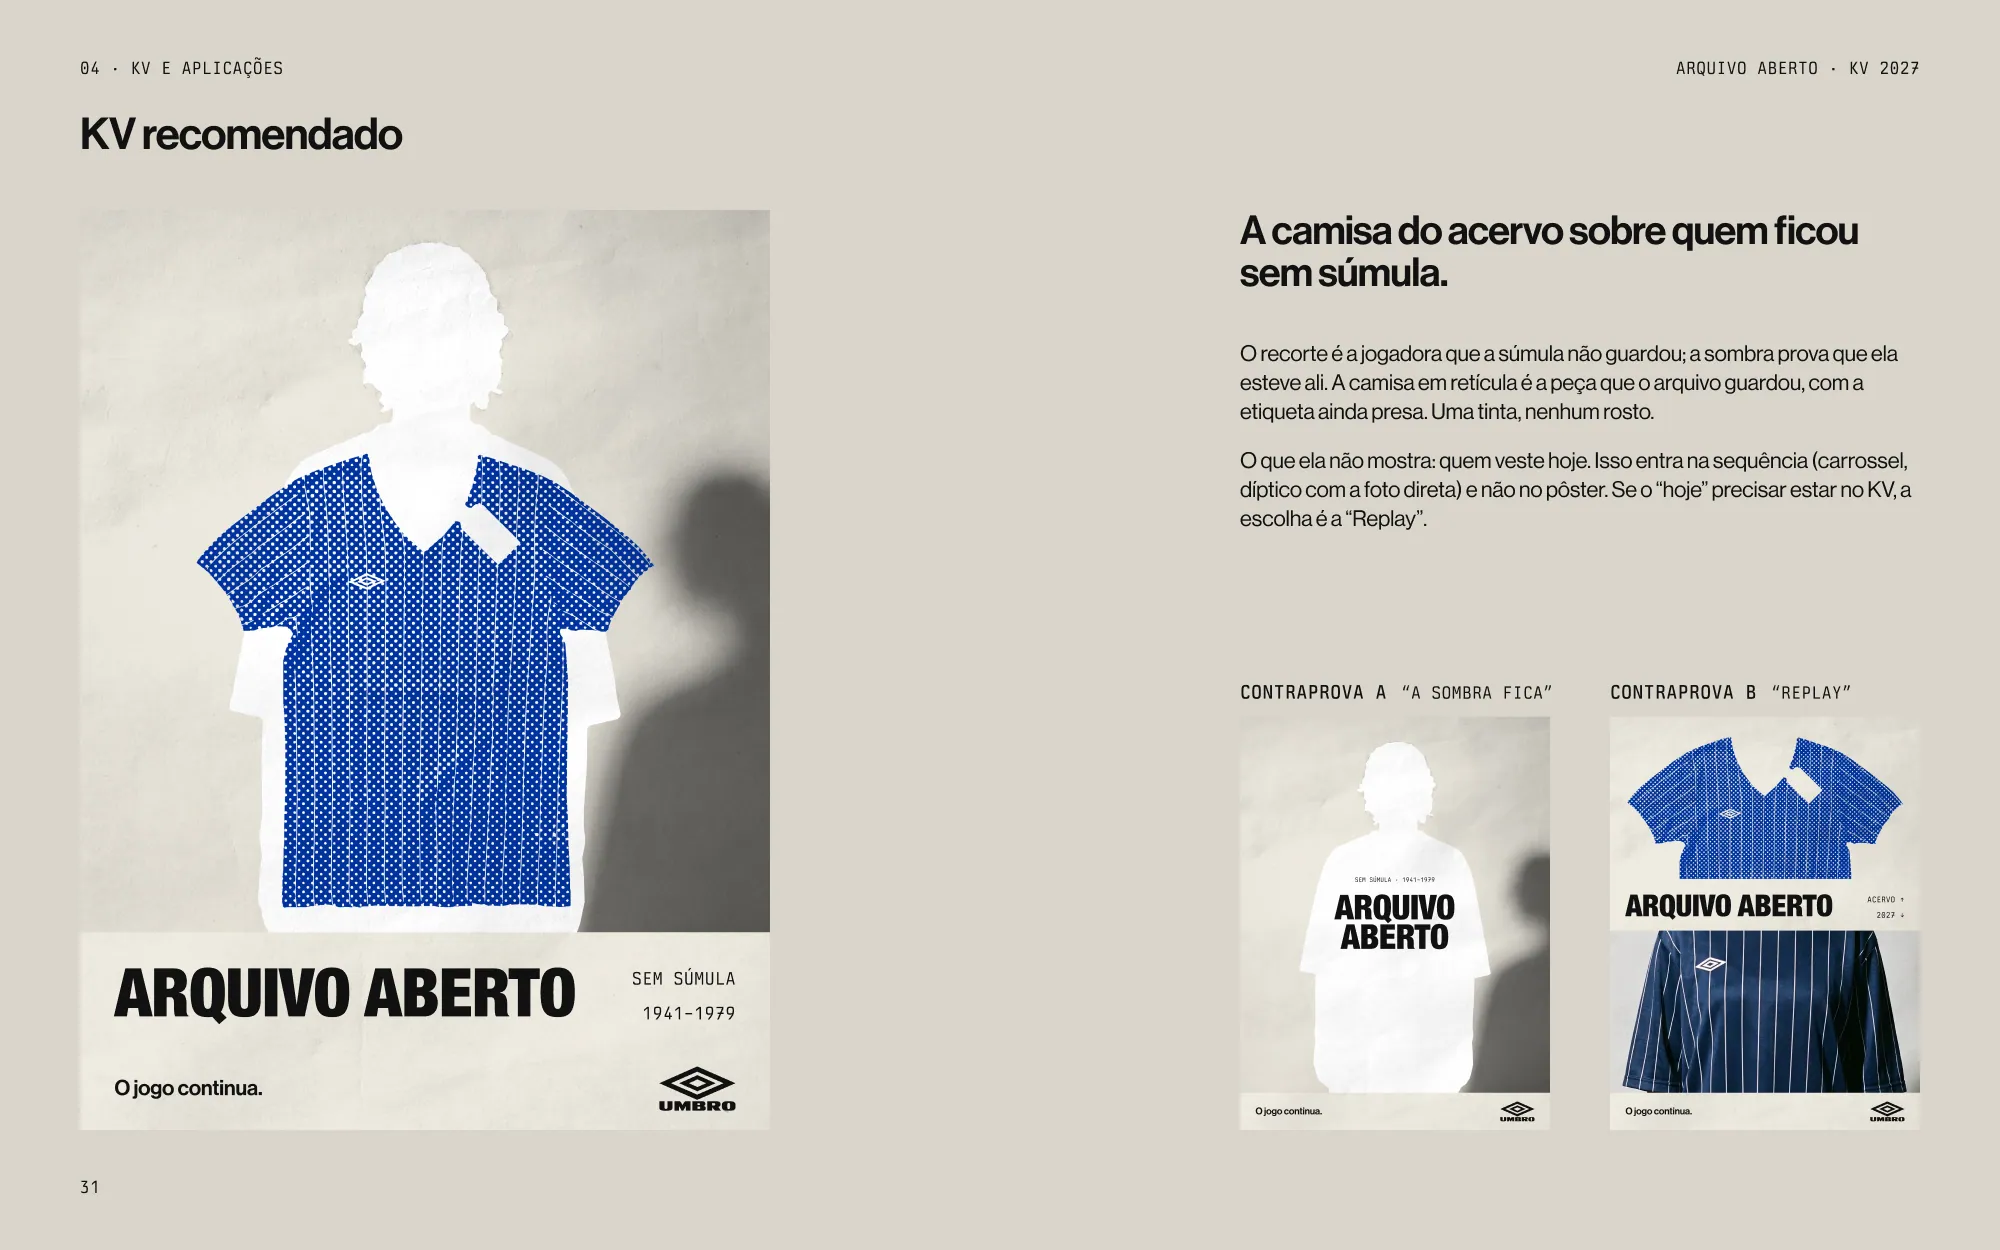 04 · KV E APLICAÇÕES
ARQUIVO ABERTO · KV 2027
KV recomendado
ARQUIVO ABERTO
SEM SÚMULA
1941–1979
O jogo continua.
UMBRO
A camisa do acervo sobre quem ficou
sem súmula.
O recorte é a jogadora que a súmula não guardou; a sombra prova que ela
esteve ali. A camisa em retícula é a peça que o arquivo guardou, com a
etiqueta ainda presa. Uma tinta, nenhum rosto.
O que ela não mostra: quem veste hoje. Isso entra na sequência (carrossel,
díptico com a foto direta) e não no pôster. Se o “hoje” precisar estar no KV, a
escolha é a “Replay”.
CONTRAPROVA A “A SOMBRA FICA”
SEM SÚMULA · 1941–1979
ARQUIVO
ABERTO
O jogo continua.
UMBRO
CONTRAPROVA B “REPLAY”
ARQUIVO ABERTO
ACERVO ↑
2027 ↓
O jogo continua.
UMBRO
31